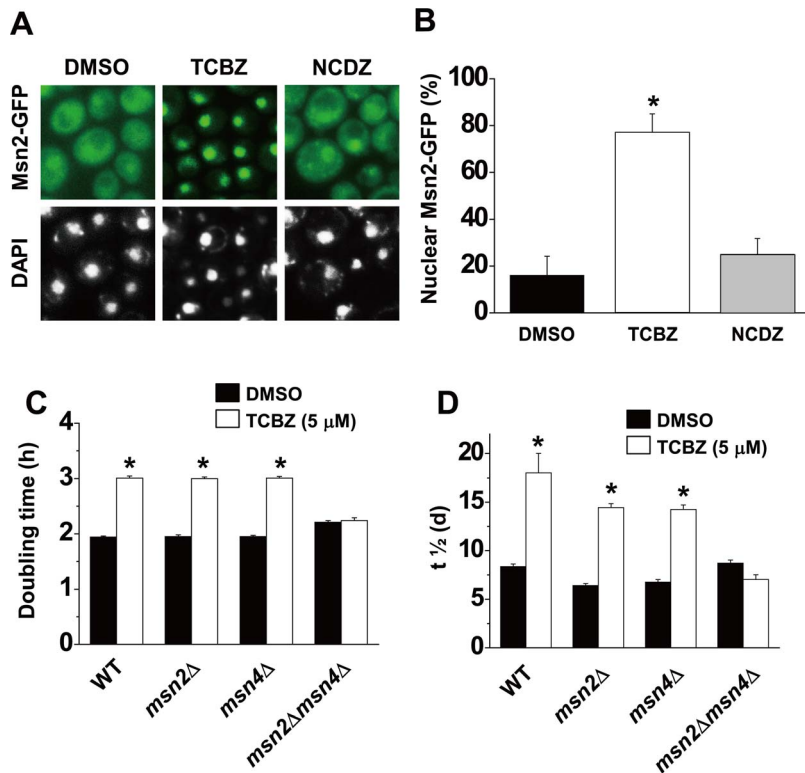 A
DMSO TCBZ NCDZ
Msn2-GFP
DAPI
B
Nuclear Msn2-GFP (%)
100
80
60
40
20
0
DMSO TCBZ NCDZ
*
C
DMSO
TCBZ (5 μM)
Doubling time (h)
4
3
2
1
0
* * *
WT msn2Δ msn4Δ msn2Δmsn4Δ
D
DMSO
TCBZ (5 μM)
t ½ (d)
20
15
10
5
0
* * *
WT msn2Δ msn4Δ msn2Δmsn4Δ